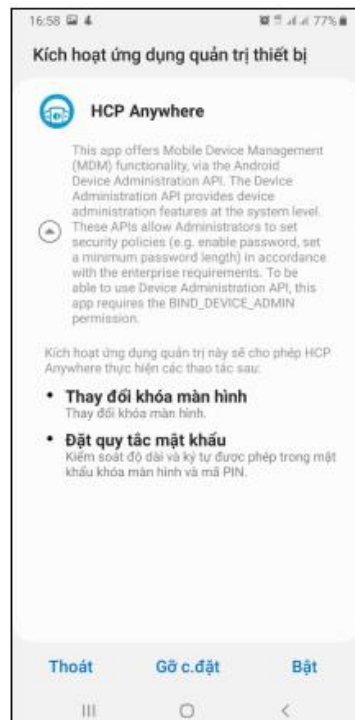 16:58 77%
Kích hoạt ứng dụng quản trị thiết bị
HCP Anywhere
This app offers Mobile Device Management
(MDM) functionality, via the Android
Device Administration API. The Device
Administration API provides device
administration features at the system level.
These APIs allow Administrators to set
security policies (e.g. enable password, set
a minimum password length) in accordance
with the enterprise requirements. To be
able to use Device Administration API, this
app requires the BIND_DEVICE_ADMIN
permission.
Kích hoạt ứng dụng quản trị này sẽ cho phép HCP
Anywhere thực hiện các thao tác sau:
• Thay đổi khóa màn hình
Thay đổi khóa màn hình.
• Đặt quy tắc mật khẩu
Kiểm soát độ dài và ký tự được phép trong mật
khẩu khóa màn hình và mã PIN.
Thoát Gỡ c.đặt Bật